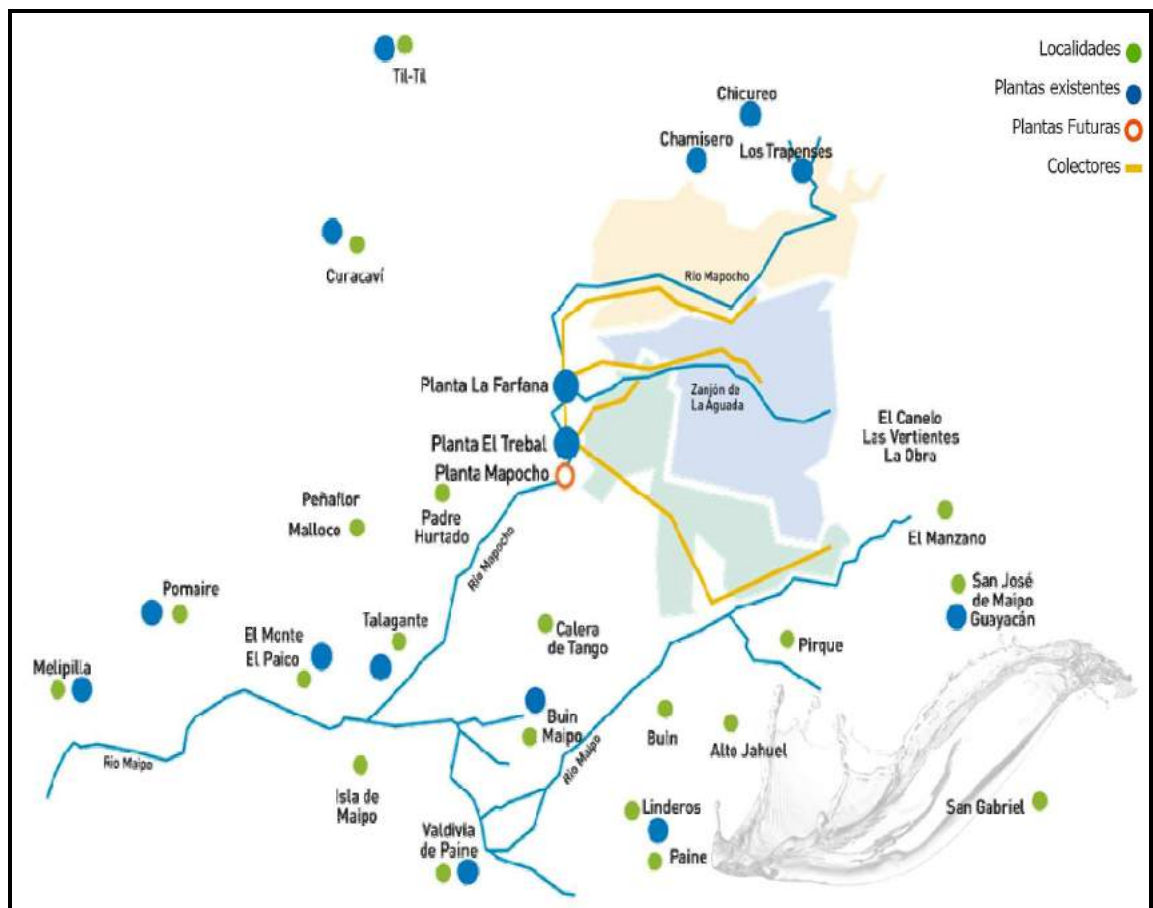 Localidades
Plantas existentes
Plantas Futuras
Colectores
Til-Til
Chicureo
Chamisero
Los Trapenses
Curacaví
Río Mapocho
Planta La Farfana
Zanjón de
La Aguada
El Canelo
Las Vertientes
La Obra
Planta El Trebal
Planta Mapocho
Peñaflor
Malloco
Padre
Hurtado
Río Mapocho
El Manzano
San José
de Maipo
Guayacán
Pomaire
Talagante
El Monte
El Paico
Calera
de Tango
Pirque
Melipilla
Buin
Maipo
Buin
Alto Jahuel
Río Maipo
Río Maipo
Isla de
Maipo
Linderos
San Gabriel
Valdivia
de Paine
Paine